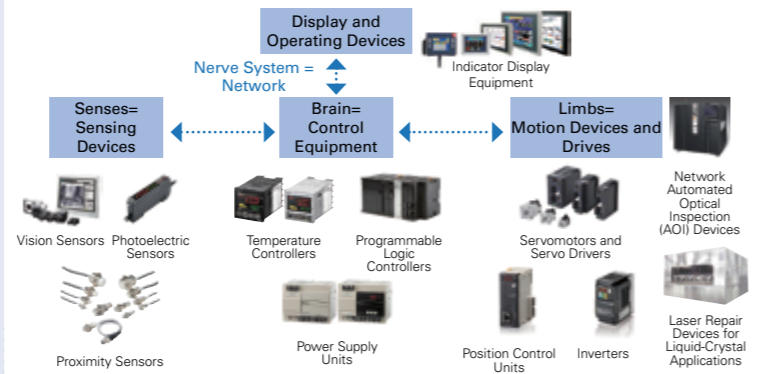 Display and
Operating Devices
Indicator Display
Equipment
Nerve System =
Network
Senses=
Sensing
Devices
Brain=
Control
Equipment
Limbs=
Motion Devices and
Drives
Network
Automated
Optical
Inspection
(AOI) Devices
Vision Sensors
Photoelectric
Sensors
Temperature
Controllers
Programmable
Logic
Controllers
Servomotors and
Servo Drivers
Proximity Sensors
Power Supply
Units
Position Control
Units
Inverters
Laser Repair
Devices for
Liquid-Crystal
Applications